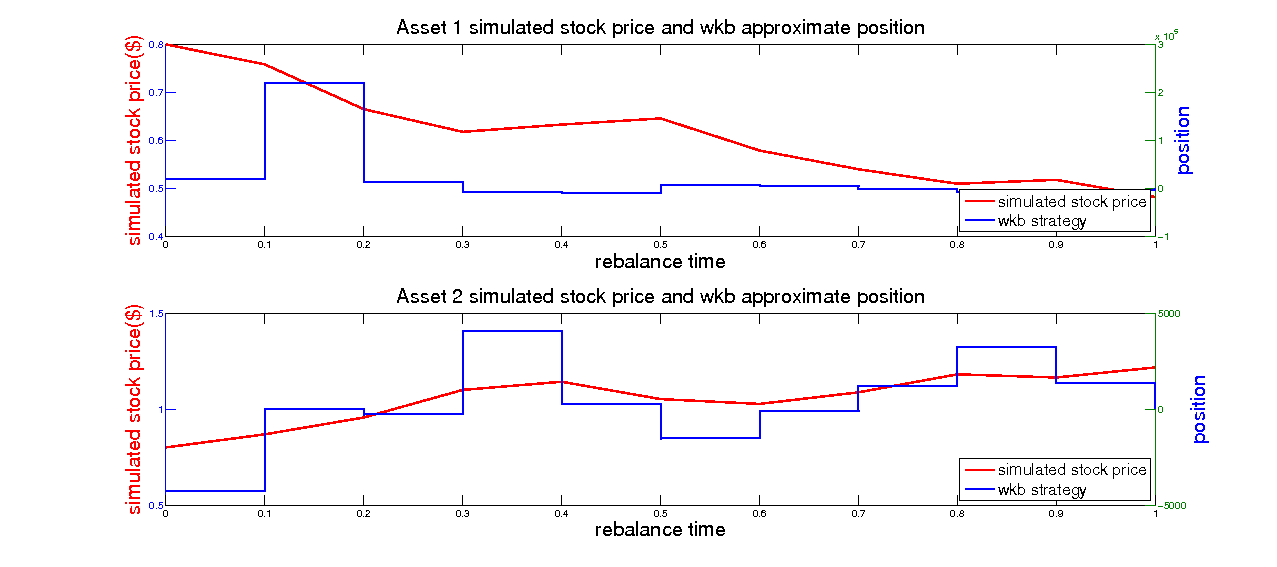 Asset 1 simulated stock price and wkb approximate position
simulated stock price($)
0.8
0.7
0.6
0.5
0.4
3
2
1
0
-1
position
simulated stock price
wkb strategy
0 0.1 0.2 0.3 0.4 0.5 0.6 0.7 0.8 0.9 1
rebalance time
Asset 2 simulated stock price and wkb approximate position
simulated stock price($)
1.5
1
0.5
5000
0
-5000
position
simulated stock price
wkb strategy
0 0.1 0.2 0.3 0.4 0.5 0.6 0.7 0.8 0.9 1
rebalance time